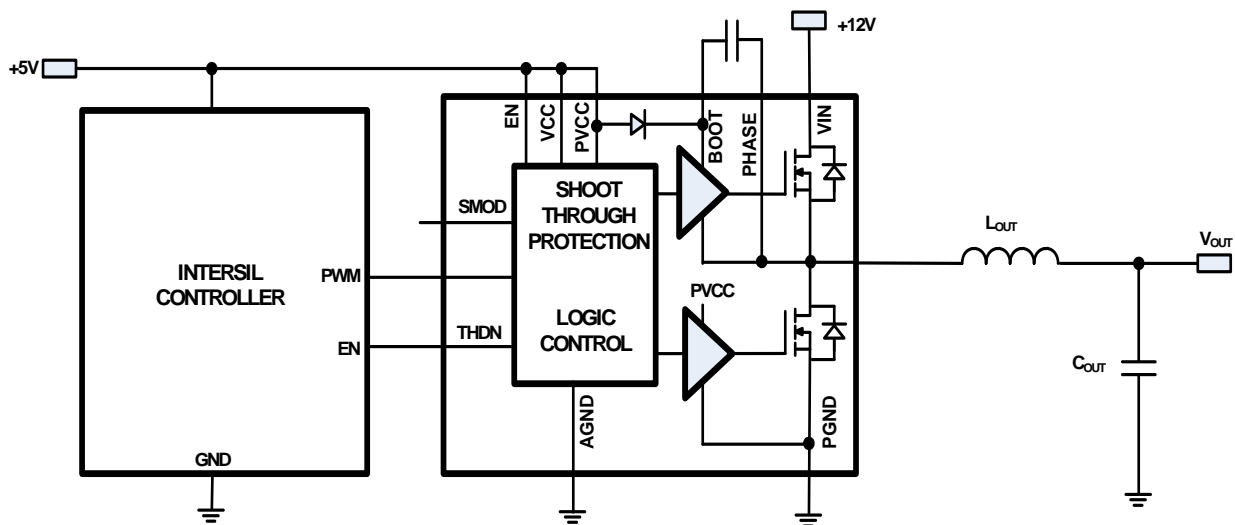 +12V
+5V
EN
VCC
PVCC
BOOT
PHASE
VIN
SMOD
SHOOT
THROUGH
PROTECTION
LOGIC
CONTROL
INTERSIL
CONTROLLER
PWM
EN
THDN
GND
AGND
PVCC
PGND
LOUT
VOUT
COUT